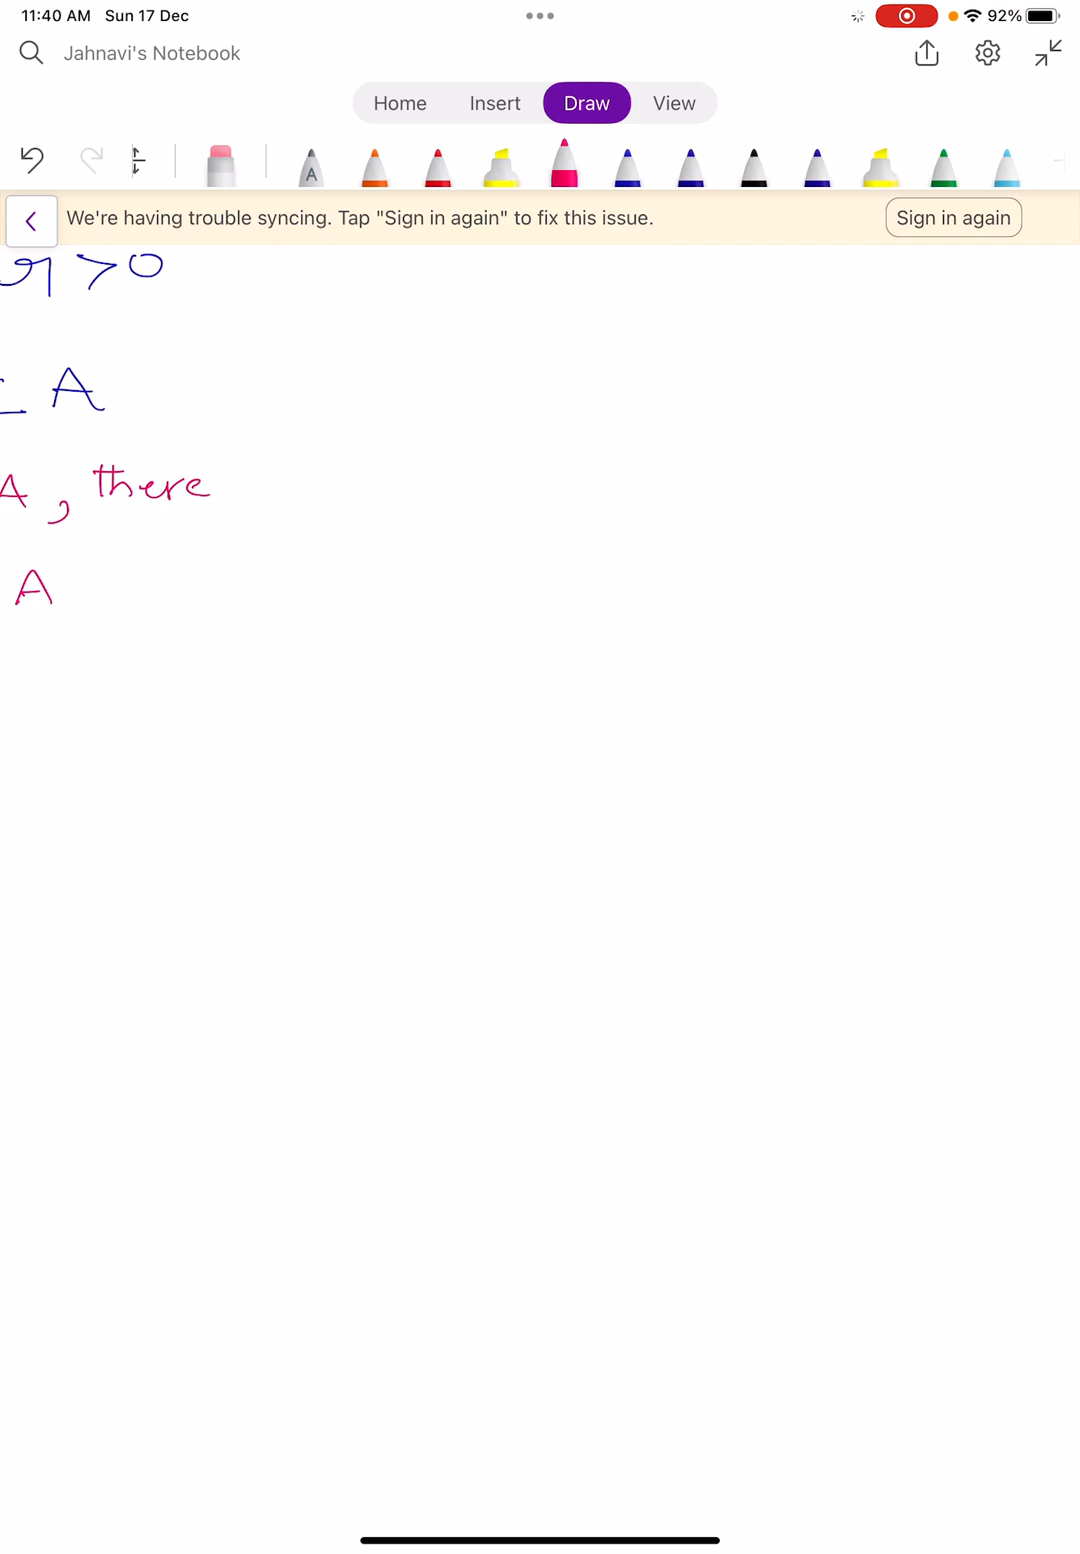 11:40 AM Sun 17 Dec 92%
Jahnavi's Notebook
Home Insert Draw View
A
We're having trouble syncing. Tap "Sign in again" to fix this issue. Sign in again
r > 0
A
A, there
A